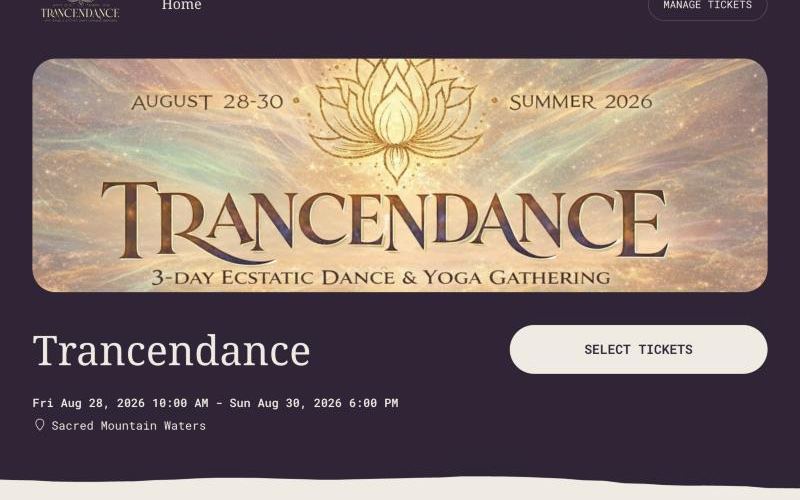 TRANCENDANCE
Home
MANAGE TICKETS
AUGUST 28-30 • • SUMMER 2026
TRANCENDANCE
3-DAY ECSTATIC DANCE & YOGA GATHERING
Trancendance
SELECT TICKETS
Fri Aug 28, 2026 10:00 AM - Sun Aug 30, 2026 6:00 PM
Sacred Mountain Waters